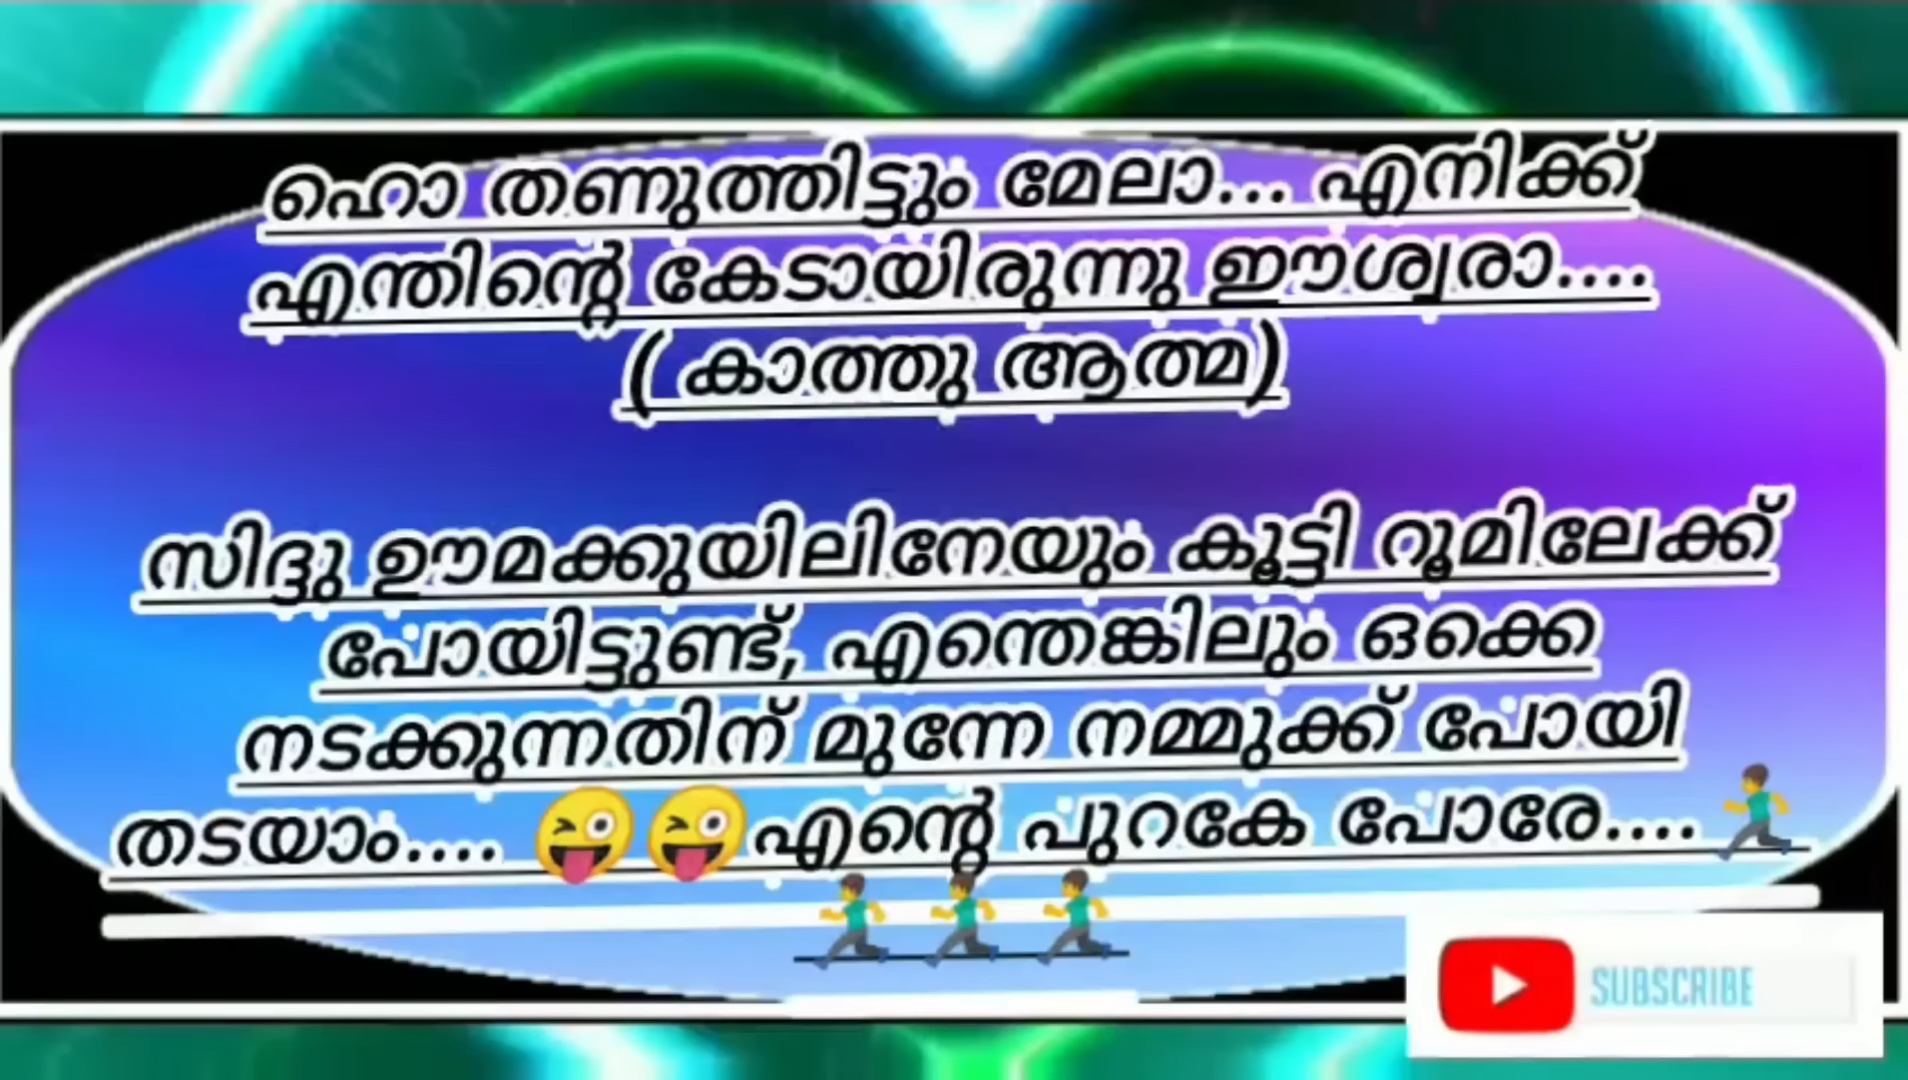 ഹൊ തണുത്തിട്ടും മേലാ... എനിക്ക്
എന്തിന്റെ കേടായിരുന്നു ഈശ്വരാ....
( കാത്തു ആത്മ)
സിദ്ദു ഊമക്കുയിലിനേയും കൂട്ടി റൂമിലേക്ക്
പോയിട്ടുണ്ട്, എന്തെങ്കിലും ഒക്കെ
നടക്കുന്നതിന് മുന്നേ നമ്മുക്ക് പോയി
തടയാം.... 😜😜എന്റെ പുറകേ പോരേ.... 🏃‍♂️
🏃‍♂️🏃‍♂️🏃‍♂️
SUBSCRIBE